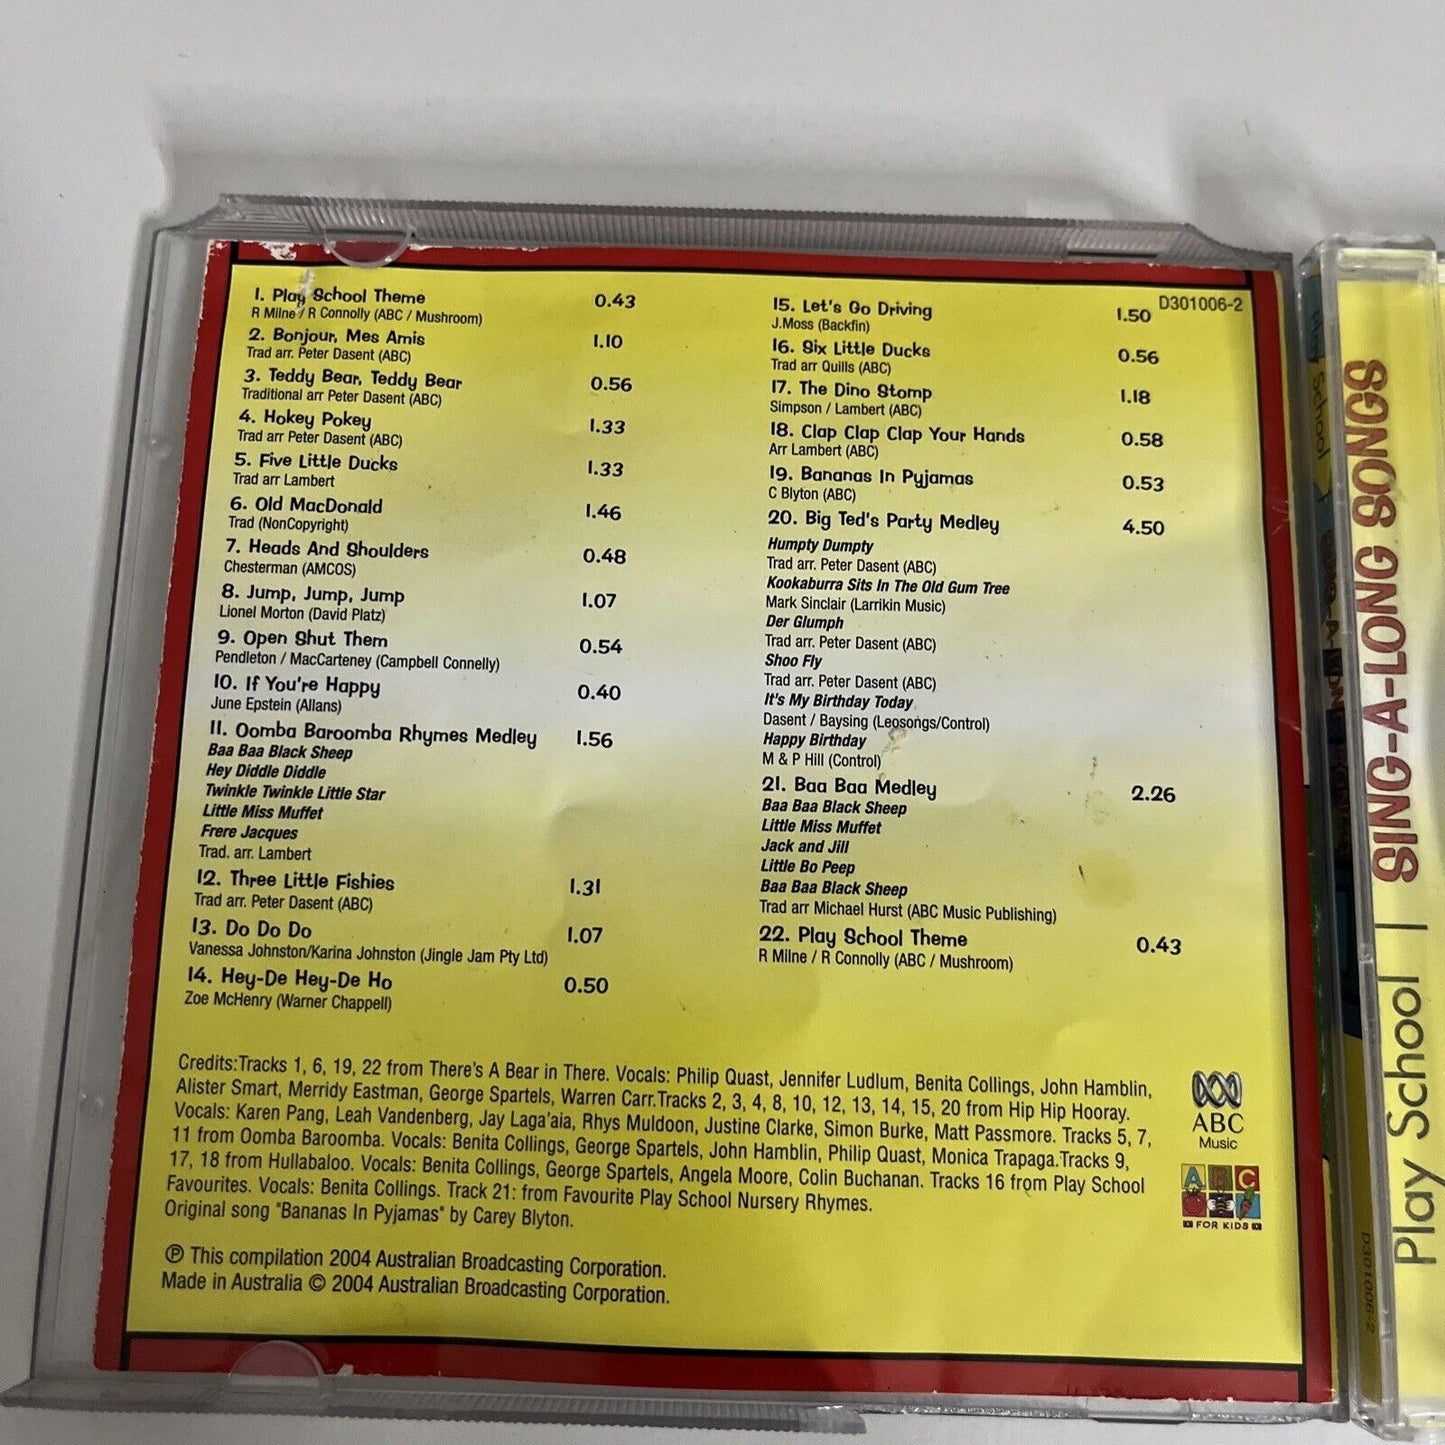 1. Play School Theme 0.43
R Milne / R Connolly (ABC / Mushroom)
2. Bonjour, Mes Amis 1.10
Trad arr. Peter Dasent (ABC)
3. Teddy Bear, Teddy Bear 0.56
Traditional arr Peter Dasent (ABC)
4. Hokey Pokey 1.33
Trad arr Peter Dasent (ABC)
5. Five Little Ducks 1.33
Trad arr Lambert
6. Old MacDonald 1.46
Trad (NonCopyright)
7. Heads And Shoulders 0.48
Chesterman (AMCOS)
8. Jump, Jump, Jump 1.07
Lionel Morton (David Platz)
9. Open Shut Them 0.54
Pendleton / MacCarteney (Campbell Connelly)
10. If You're Happy 0.40
June Epstein (Allans)
11. Oomba Baroomba Rhymes Medley 1.56
Baa Baa Black Sheep
Hey Diddle Diddle
Twinkle Twinkle Little Star
Little Miss Muffet
Frere Jacques
Trad. arr. Lambert
12. Three Little Fishies 1.31
Trad arr. Peter Dasent (ABC)
13. Do Do Do 1.07
Vanessa Johnston/Karina Johnston (Jingle Jam Pty Ltd)
14. Hey-De Hey-De Ho 0.50
Zoe McHenry (Warner Chappell)
D301006-2
15. Let's Go Driving 1.50
J.Moss (Backfin)
16. Six Little Ducks 0.56
Trad arr Quills (ABC)
17. The Dino Stomp 1.18
Simpson / Lambert (ABC)
18. Clap Clap Clap Your Hands 0.58
Arr Lambert (ABC)
19. Bananas In Pyjamas 0.53
C Blyton (ABC)
20. Big Ted's Party Medley 4.50
Humpty Dumpty
Trad arr. Peter Dasent (ABC)
Kookaburra Sits In The Old Gum Tree
Mark Sinclair (Larrikin Music)
Der Glumph
Trad arr. Peter Dasent (ABC)
Shoo Fly
Trad arr. Peter Dasent (ABC)
It's My Birthday Today
Dasent / Baysing (Leosongs/Control)
Happy Birthday
M & P Hill (Control)
21. Baa Baa Medley 2.26
Baa Baa Black Sheep
Little Miss Muffet
Jack and Jill
Little Bo Peep
Baa Baa Black Sheep
Trad arr Michael Hurst (ABC Music Publishing)
22. Play School Theme 0.43
R Milne / R Connolly (ABC / Mushroom)
Credits:Tracks 1, 6, 19, 22 from There's A Bear in There. Vocals: Philip Quast, Jennifer Ludlum, Benita Collings, John Hamblin,
Alister Smart, Merridy Eastman, George Spartels, Warren Carr.Tracks 2, 3, 4, 8, 10, 12, 13, 14, 15, 20 from Hip Hip Hooray.
Vocals: Karen Pang, Leah Vandenberg, Jay Laga'aia, Rhys Muldoon, Justine Clarke, Simon Burke, Matt Passmore. Tracks 5, 7,
11 from Oomba Baroomba. Vocals: Benita Collings, George Spartels, John Hamblin, Philip Quast, Monica Trapaga.Tracks 9,
17, 18 from Hullabaloo. Vocals: Benita Collings, George Spartels, Angela Moore, Colin Buchanan. Tracks 16 from Play School
Favourites. Vocals: Benita Collings. Track 21: from Favourite Play School Nursery Rhymes.
Original song "Bananas In Pyjamas" by Carey Blyton.
℗ This compilation 2004 Australian Broadcasting Corporation.
Made in Australia © 2004 Australian Broadcasting Corporation.
ABC
Music
ABC
FOR KIDS
Play School | SING-A-LONG SONGS
D301006-2